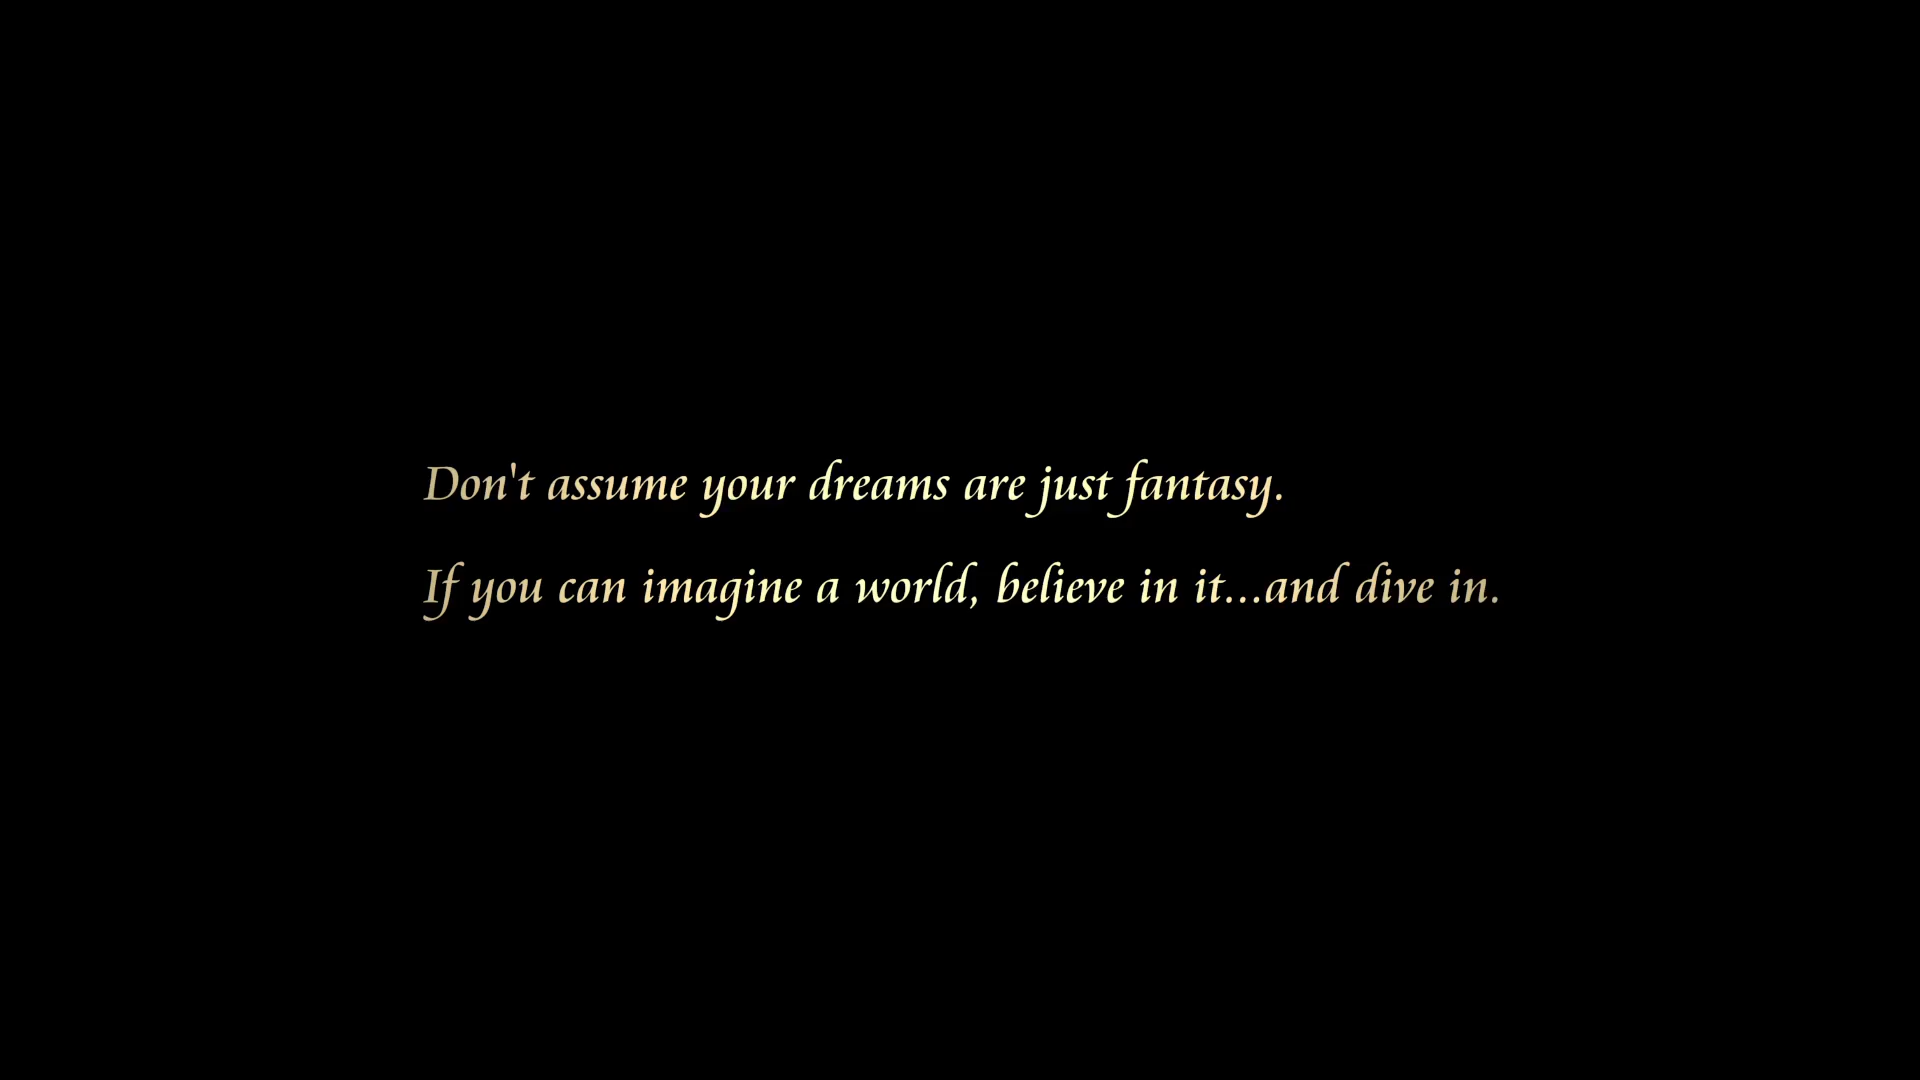 Don't assume your dreams are just fantasy.
If you can imagine a world, believe in it...and dive in.